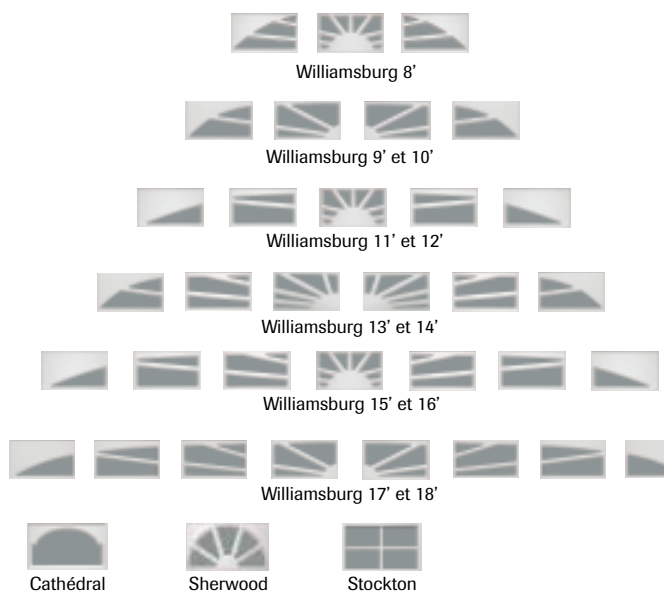 Williamsburg 8’
Williamsburg 9’ et 10’
Williamsburg 11’ et 12’
Williamsburg 13’ et 14’
Williamsburg 15’ et 16’
Williamsburg 17’ et 18’
Cathédral Sherwood Stockton